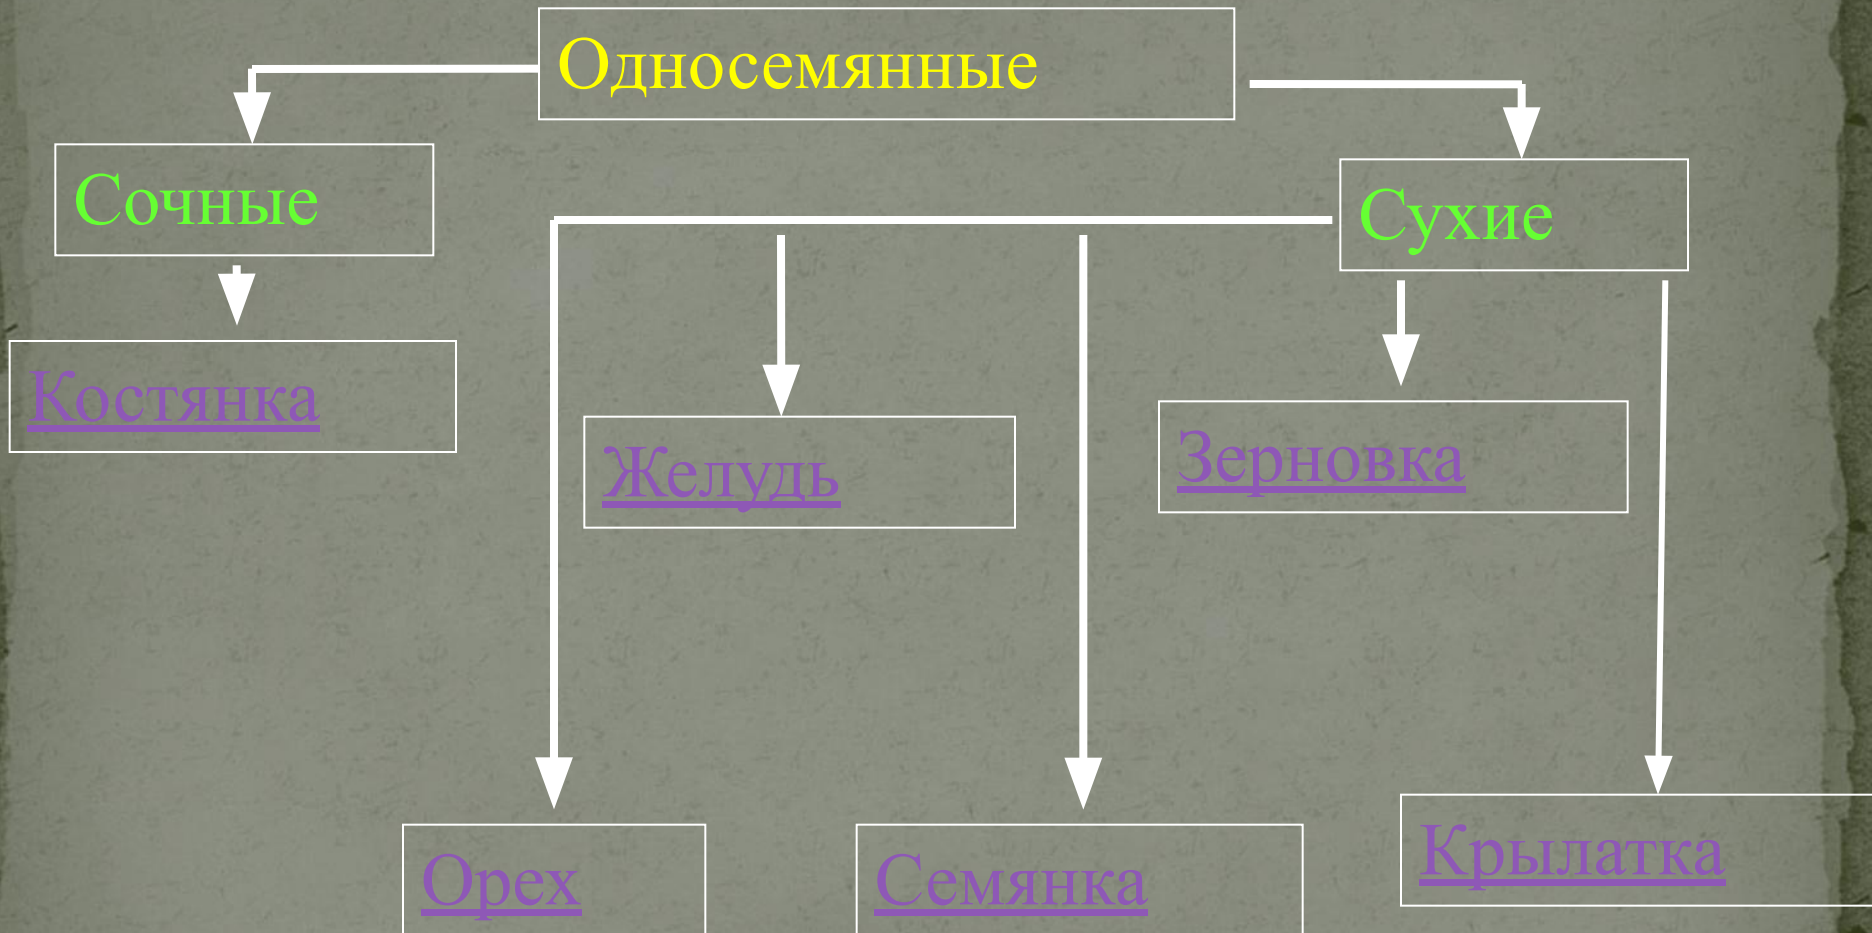 Односемянные
Сочные
Сухие
Костянка
Желудь
Зерновка
Орех
Семянка
Крылатка